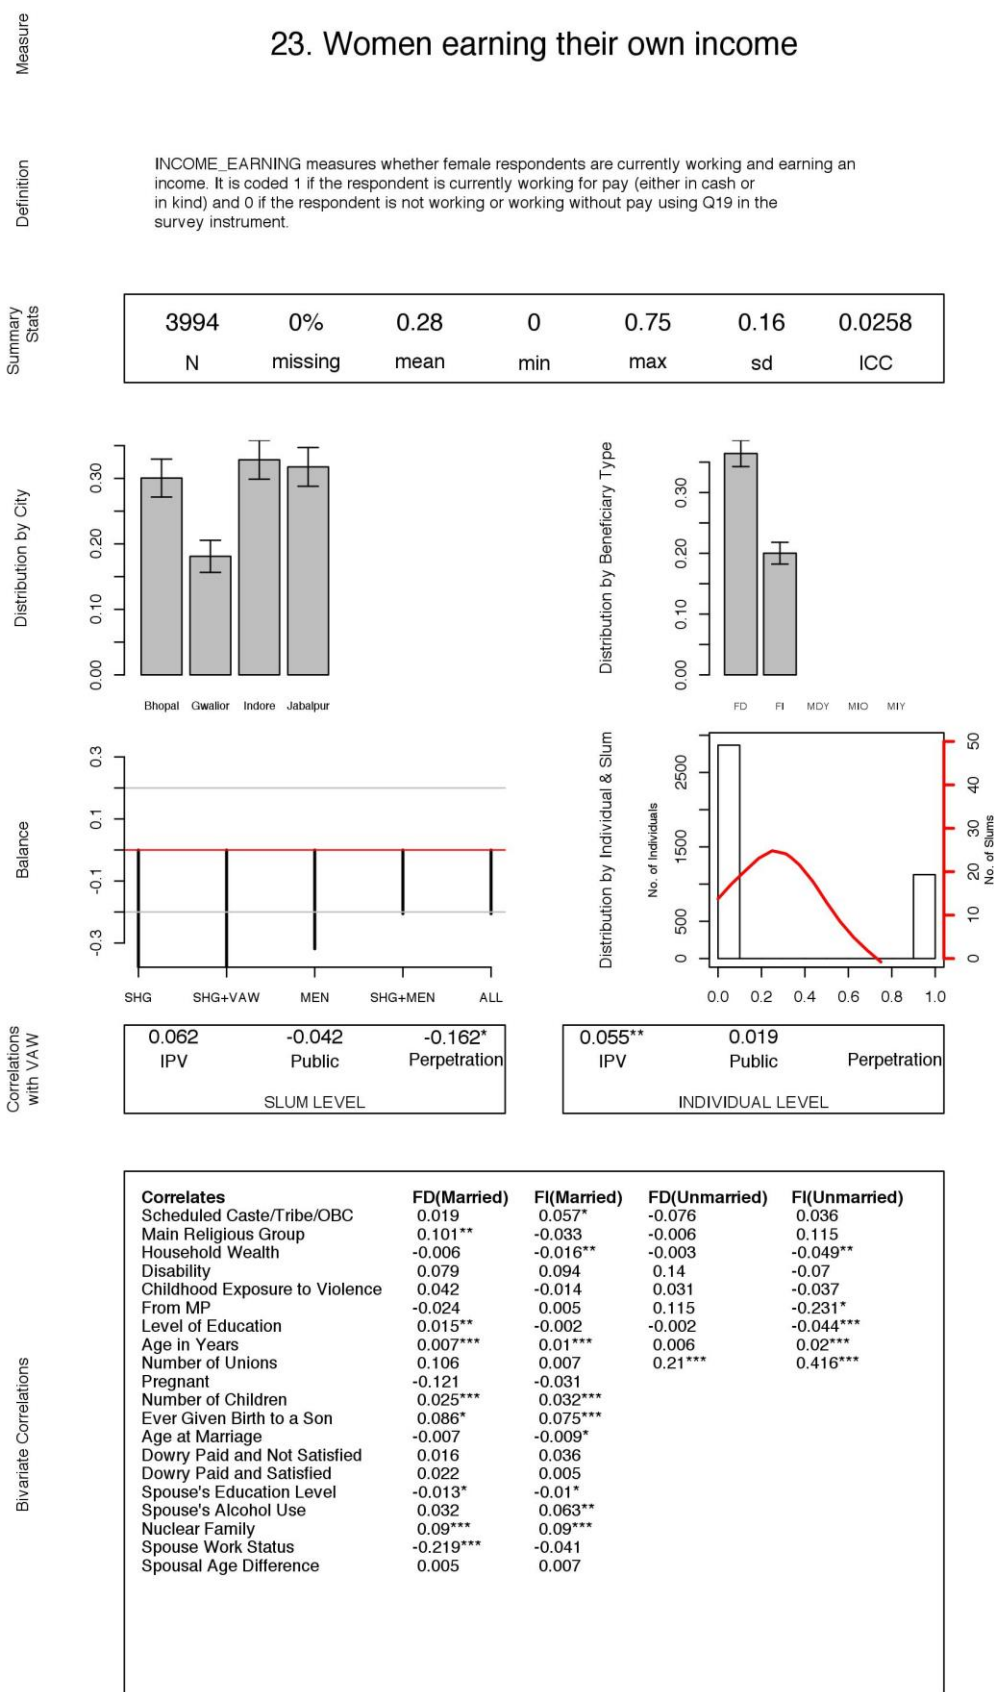 Measure
23. Women earning their own income
Definition
INCOME_EARNING measures whether female respondents are currently working and earning an
income. It is coded 1 if the respondent is currently working for pay (either in cash or
in kind) and 0 if the respondent is not working or working without pay using Q19 in the
survey instrument.
Summary
Stats
3994 0% 0.28 0 0.75 0.16 0.0258
N missing mean min max sd ICC
Distribution by City
0.30
0.20
0.10
0.00
Bhopal Gwalior Indore Jabalpur
Distribution by Beneficiary Type
0.30
0.20
0.10
0.00
FD FI MDY MIO MIY
Balance
0.3
0.1
-0.1
-0.3
SHG SHG+VAW MEN SHG+MEN ALL
Distribution by Individual & Slum
No. of Individuals
2500
1500
500
0
50
40
30
20
10
0
No. of Slums
0.0 0.2 0.4 0.6 0.8 1.0
Correlations
with VAW
0.062 -0.042 -0.162*
IPV Public Perpetration
SLUM LEVEL
0.055** 0.019
IPV Public Perpetration
INDIVIDUAL LEVEL
Bivariate Correlations
Correlates FD(Married) FI(Married) FD(Unmarried) FI(Unmarried)
Scheduled Caste/Tribe/OBC 0.019 0.057* -0.076 0.036
Main Religious Group 0.101** -0.033 -0.006 0.115
Household Wealth -0.006 -0.016** -0.003 -0.049**
Disability 0.079 0.094 0.14 -0.07
Childhood Exposure to Violence 0.042 -0.014 0.031 -0.037
From MP -0.024 0.005 0.115 -0.231*
Level of Education 0.015** -0.002 -0.002 -0.044***
Age in Years 0.007*** 0.01*** 0.006 0.02***
Number of Unions 0.106 0.007 0.21*** 0.416***
Pregnant -0.121 -0.031
Number of Children 0.025*** 0.032***
Ever Given Birth to a Son 0.086* 0.075***
Age at Marriage -0.007 -0.009*
Dowry Paid and Not Satisfied 0.016 0.036
Dowry Paid and Satisfied 0.022 0.005
Spouse's Education Level -0.013* -0.01*
Spouse's Alcohol Use 0.032 0.063**
Nuclear Family 0.09*** 0.09***
Spouse Work Status -0.219*** -0.041
Spousal Age Difference 0.005 0.007